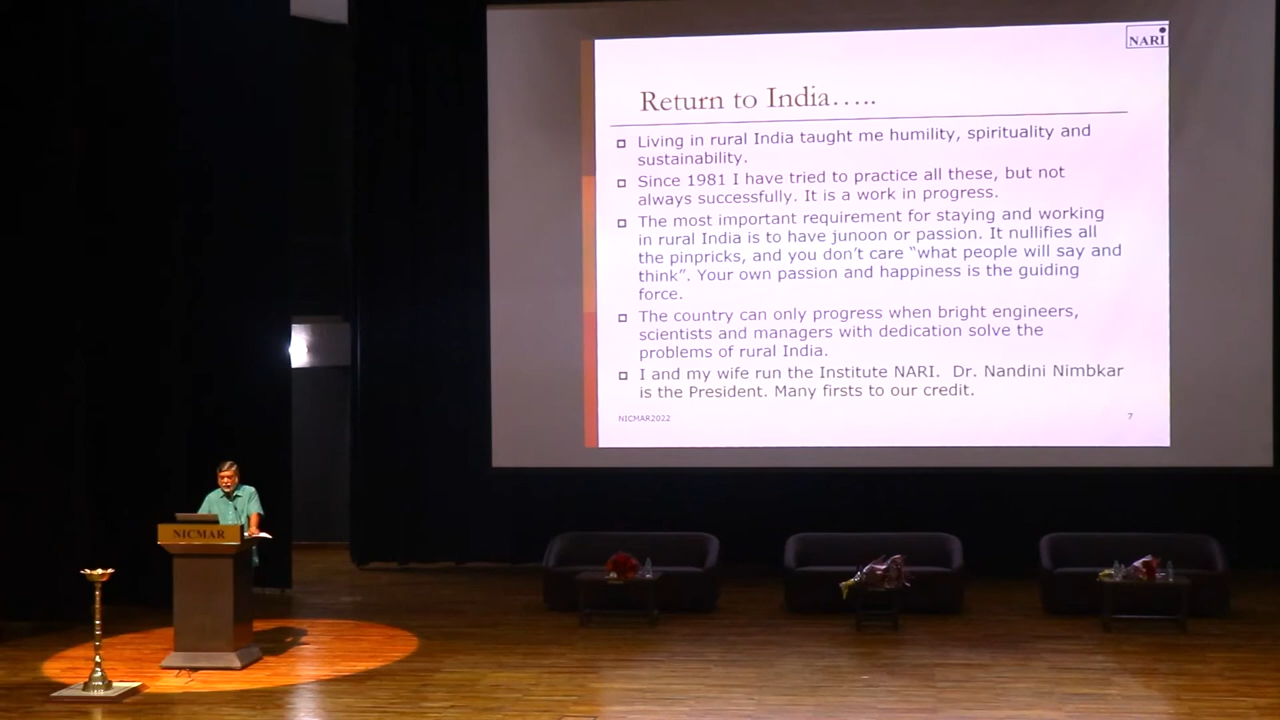 NARI
Return to India.....
Living in rural India taught me humility, spirituality and
sustainability.
Since 1981 I have tried to practice all these, but not
always successfully. It is a work in progress.
The most important requirement for staying and working
in rural India is to have junoon or passion. It nullifies all
the pinpricks, and you don't care "what people will say and
think". Your own passion and happiness is the guiding
force.
The country can only progress when bright engineers,
scientists and managers with dedication solve the
problems of rural India.
I and my wife run the Institute NARI. Dr. Nandini Nimbkar
is the President. Many firsts to our credit.
NICMAR2022 7
NICMAR